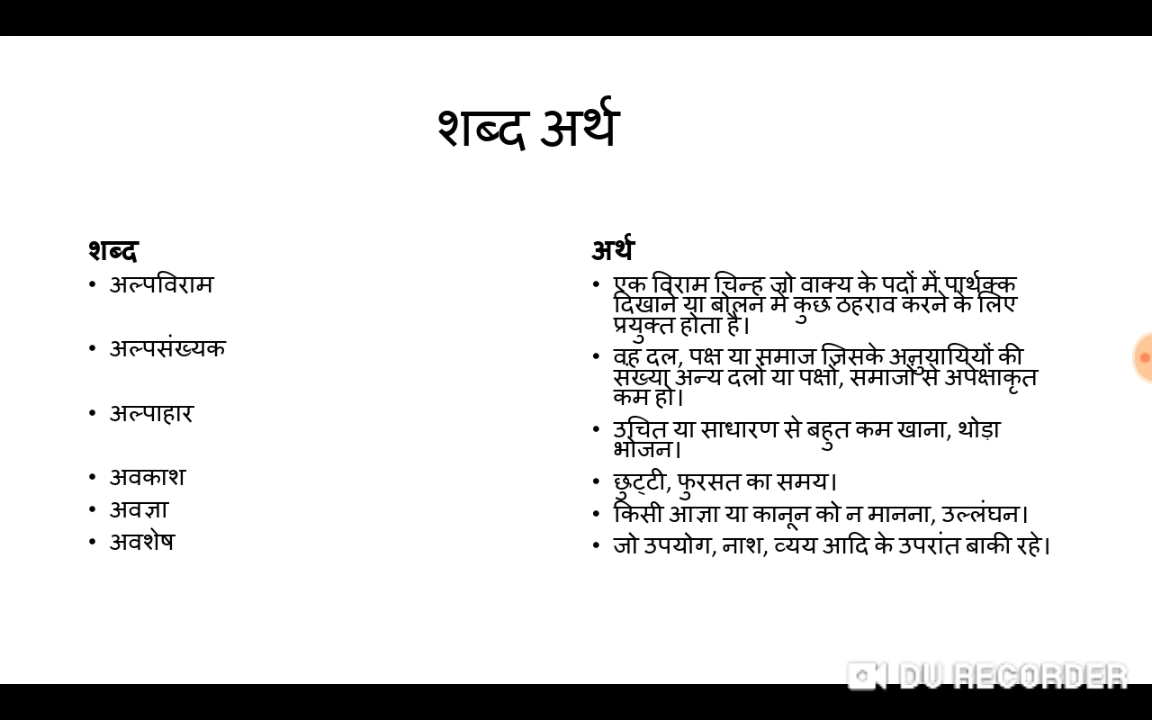 शब्द अर्थ
शब्द
• अल्पविराम
• अल्पसंख्यक
• अल्पाहार
• अवकाश
• अवज्ञा
• अवशेष
अर्थ
• एक विराम चिन्ह जो वाक्य के पदों में पार्थक्क
दिखाने या बोलन में कुछ ठहराव करने के लिए
प्रयुक्त होता है।
• वह दल, पक्ष या समाज जिसके अनुयायियों की
संख्या अन्य दलों या पक्षों, समाजों से अपेक्षाकृत
कम हो।
• उचित या साधारण से बहुत कम खाना, थोड़ा
भोजन।
• छुट्टी, फुरसत का समय।
• किसी आज्ञा या कानून को न मानना, उल्लंघन।
• जो उपयोग, नाश, व्यय आदि के उपरांत बाकी रहे।
DU RECORDER